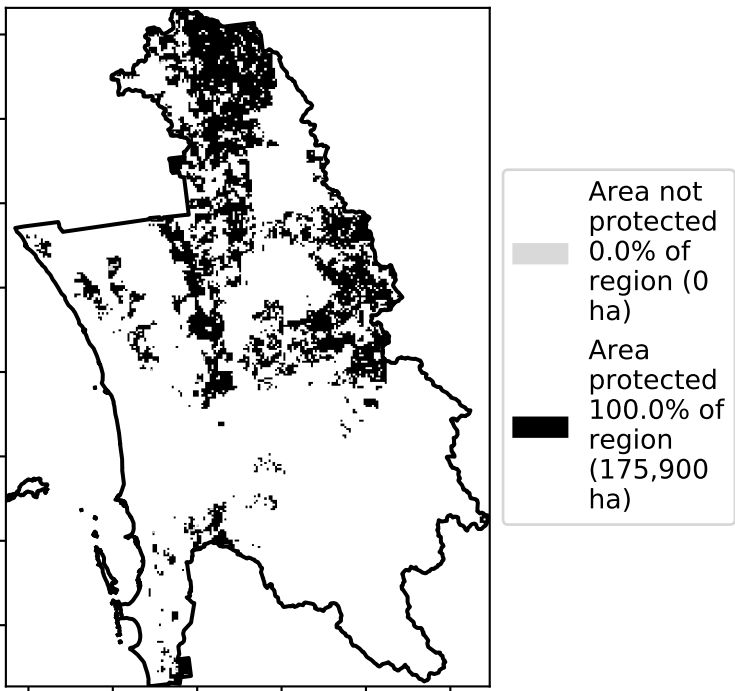 Area not
protected
0.0% of
region (0
ha)
Area
protected
100.0% of
region
(175,900
ha)